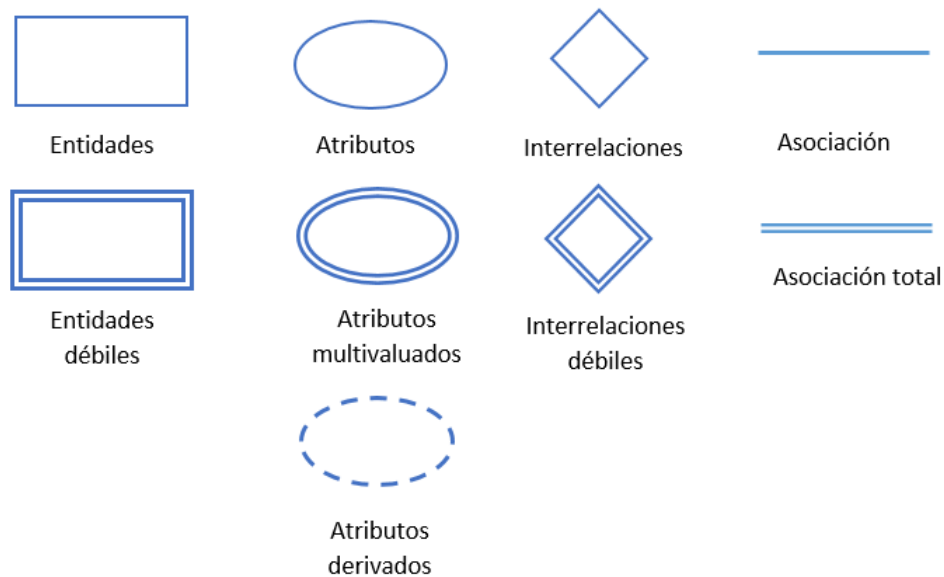 Entidades
Atributos
Interrelaciones
Asociación
Entidades
débiles
Atributos
multivaluados
Interrelaciones
débiles
Asociación total
Atributos
derivados